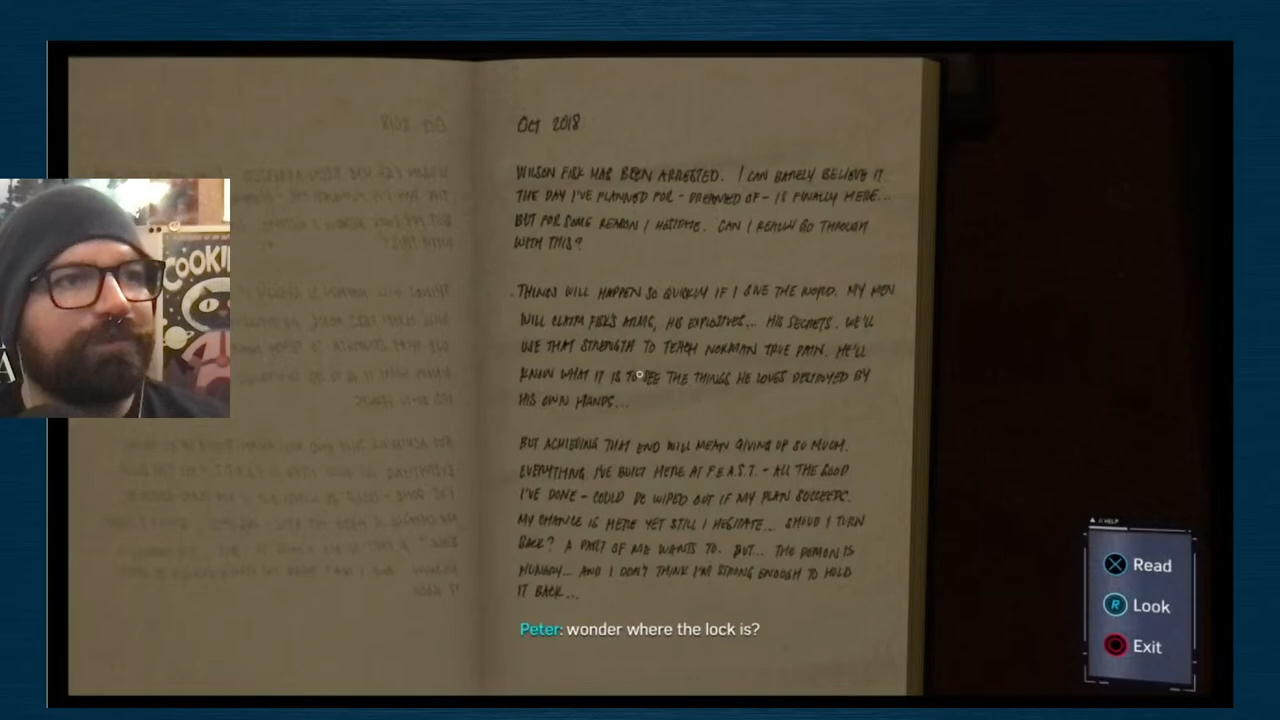 Oct 2018
WILSON FISK HAS BEEN ARRESTED. I CAN BARELY BELIEVE IT.
THE DAY I'VE PLANNED FOR - DREAMED OF - IS FINALLY HERE...
BUT FOR SOME REASON I HESITATE. CAN I REALLY GO THROUGH
WITH THIS?
THINGS WILL HAPPEN SO QUICKLY IF I GIVE THE WORD. MY MEN
WILL CLAIM FISK'S ARMS, HIS EXPLOSIVES... HIS SECRETS. WE'LL
USE THAT STRENGTH TO TEACH NORMAN TRUE PAIN. HE'LL
KNOW WHAT IT IS TO SEE THE THINGS HE LOVES DESTROYED BY
HIS OWN HANDS...
BUT ACHIEVING THAT END WILL MEAN GIVING UP SO MUCH.
EVERYTHING I'VE BUILT HERE AT F.E.A.S.T. - ALL THE GOOD
I'VE DONE - COULD BE WIPED OUT IF MY PLAN SUCCEEDS.
MY CHANCE IS HERE YET STILL I HESITATE... SHOULD I TURN
BACK? A PART OF ME WANTS TO. BUT... THE DEMON IS
HUNGRY... AND I DON'T THINK I'M STRONG ENOUGH TO HOLD
IT BACK...
Peter: wonder where the lock is?
COOKI
A
HELP
Read
R Look
Exit